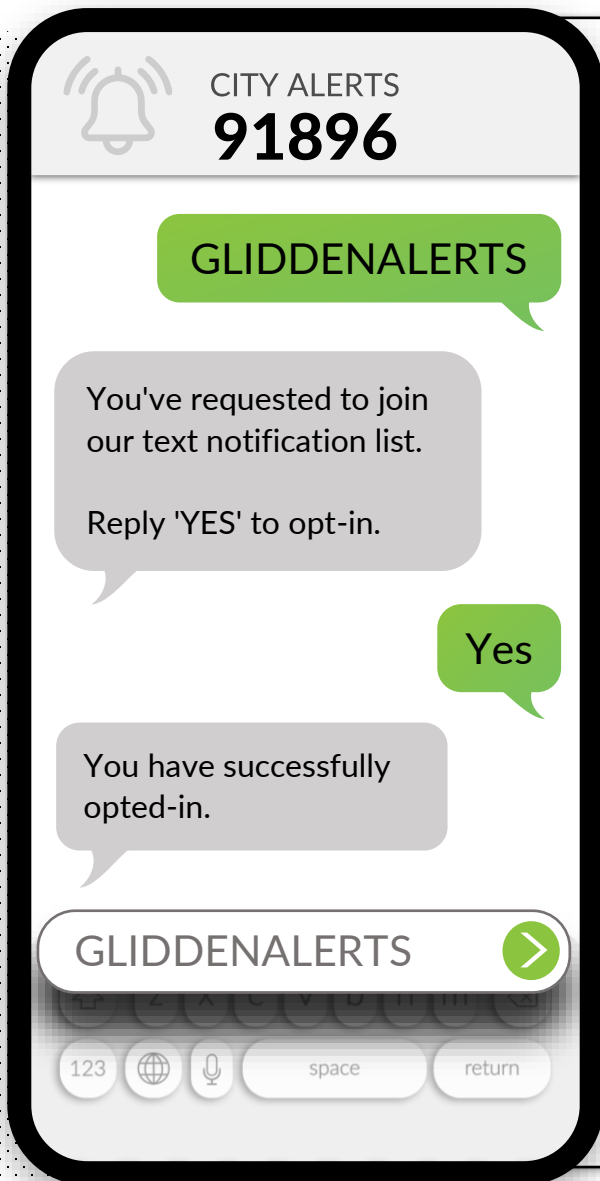 CITY ALERTS
91896
GLIDDENALERTS
You've requested to join
our text notification list.
Reply 'YES' to opt-in.
Yes
You have successfully
opted-in.
GLIDDENALERTS
z x c v b n m
123 space return